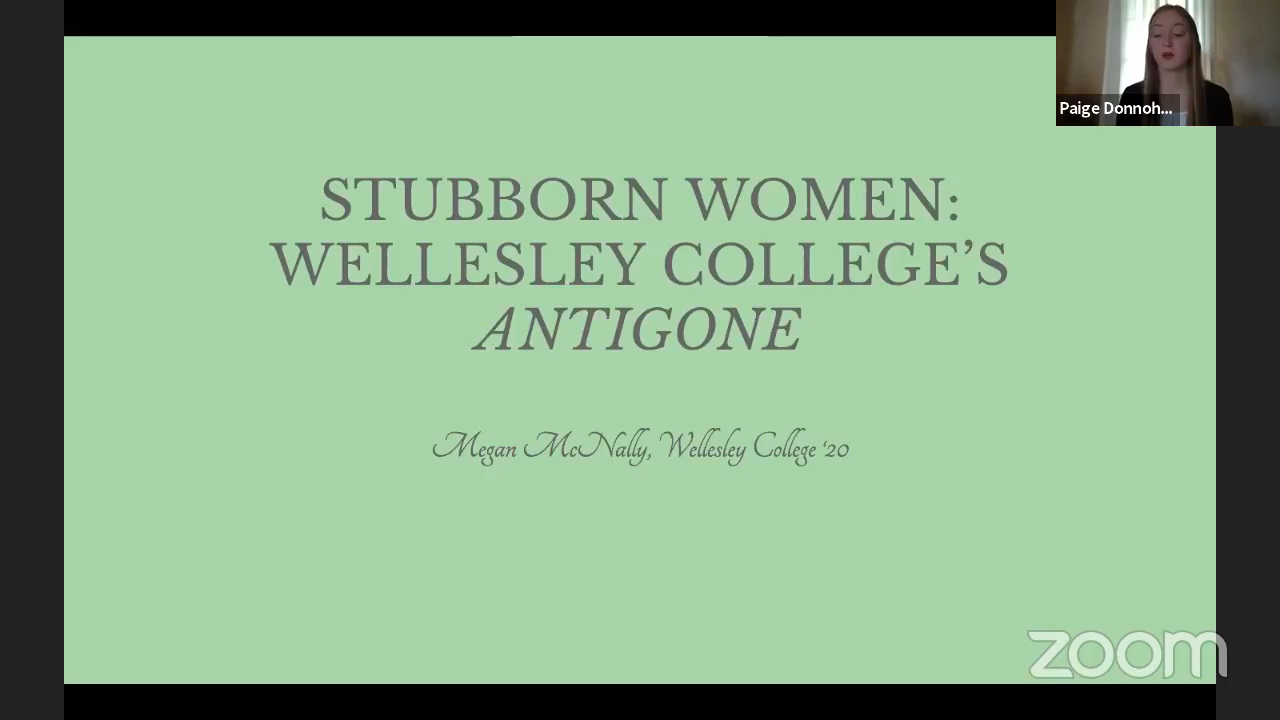 Paige Donnoh...
STUBBORN WOMEN:
WELLESLEY COLLEGE’S
ANTIGONE
Megan McNally, Wellesley College ‘20
zoom